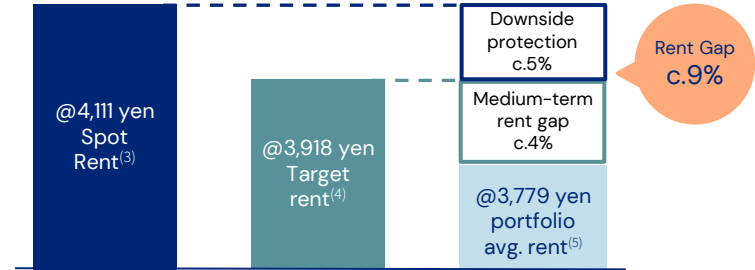 @4,111 yen
Spot
Rent(3)
@3,918 yen
Target
rent(4)
Downside
protection
c.5%
Medium-term
rent gap
c.4%
@3,779 yen
portfolio
avg. rent(5)
Rent Gap
c.9%